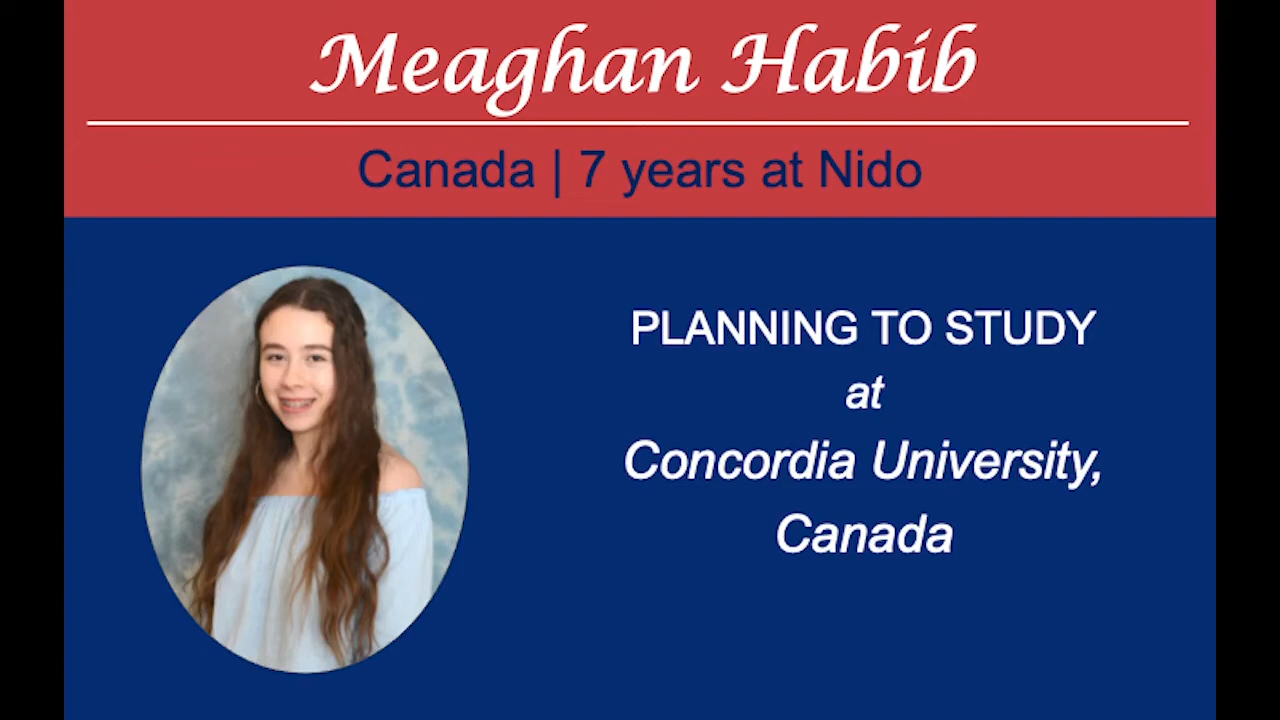 Meaghan Habib
Canada | 7 years at Nido
PLANNING TO STUDY
at
Concordia University,
Canada